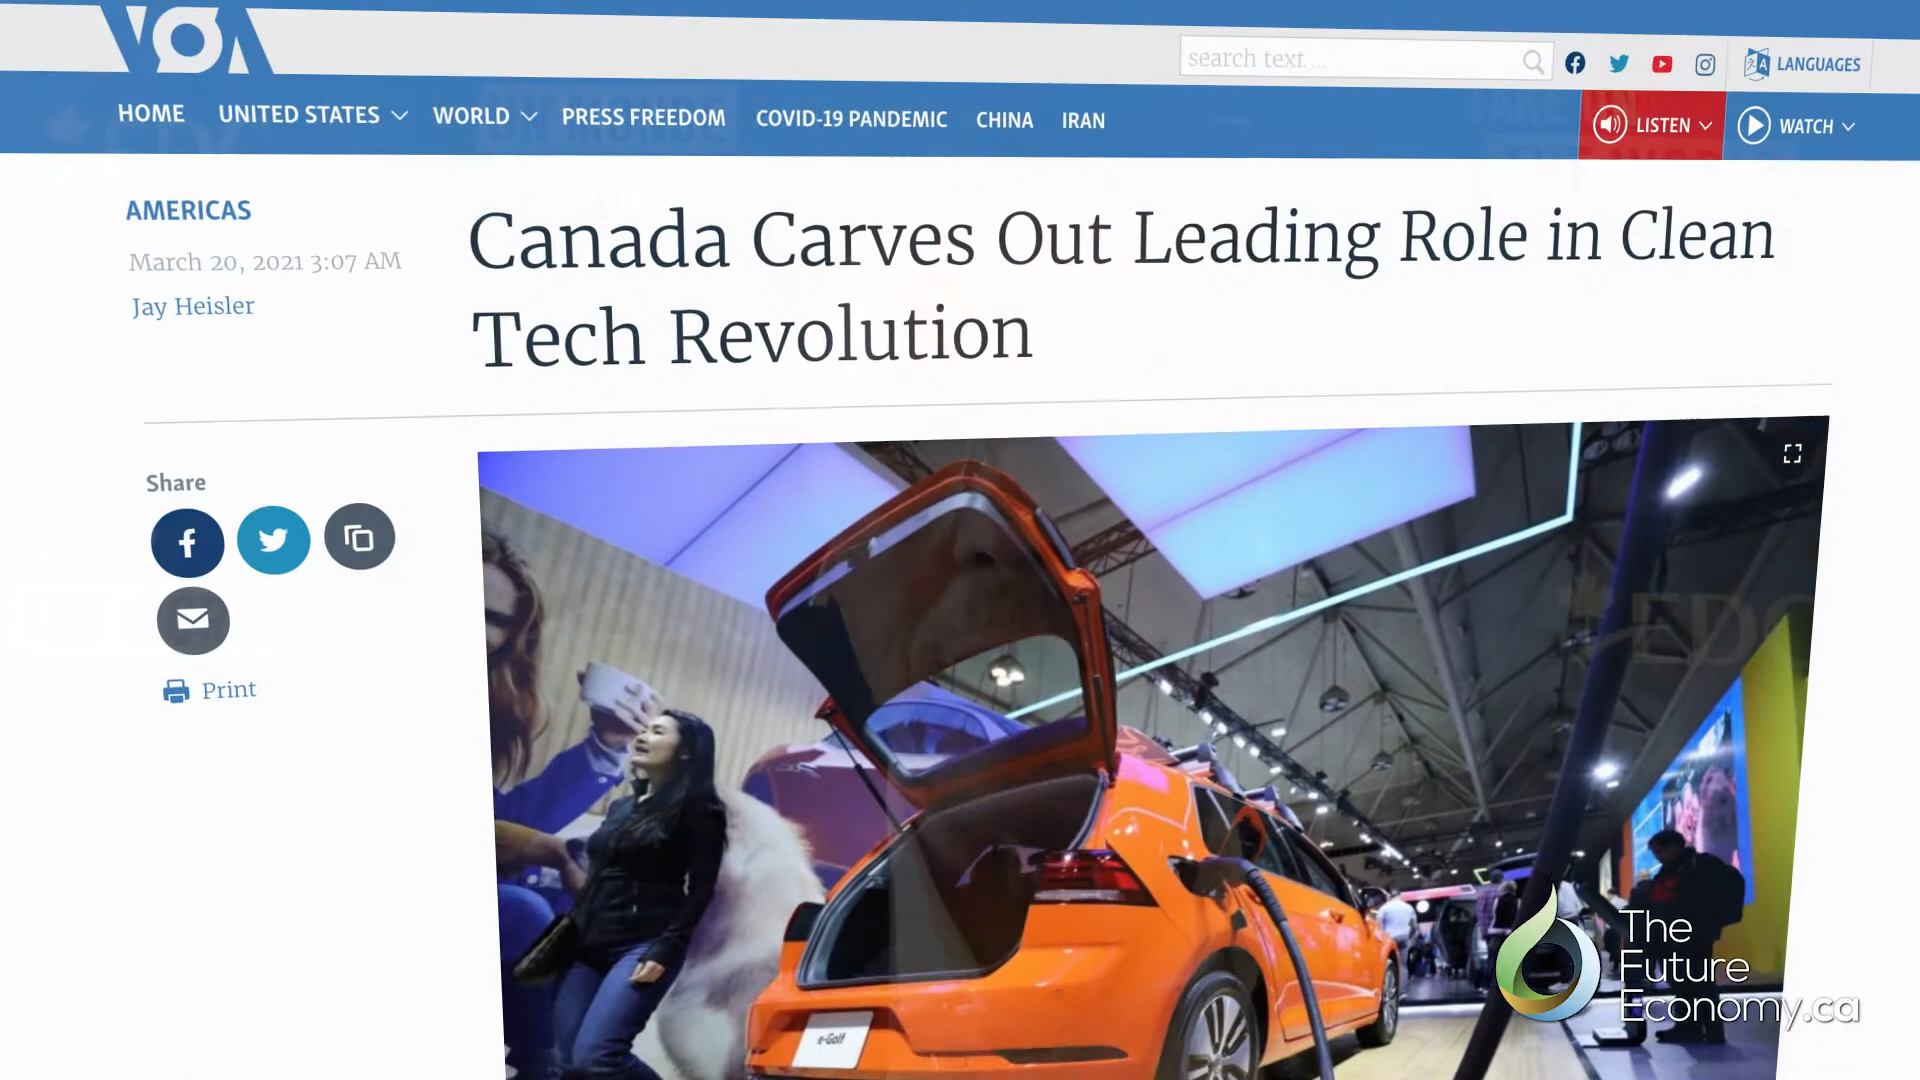 VOA
search text ...
LANGUAGES
HOME UNITED STATES WORLD PRESS FREEDOM COVID-19 PANDEMIC CHINA IRAN
LISTEN WATCH
AMERICAS
March 20, 2021 3:07 AM
Jay Heisler
Canada Carves Out Leading Role in Clean
Tech Revolution
Share
Print
e-Golf
EDC
The
Future
Economy.ca